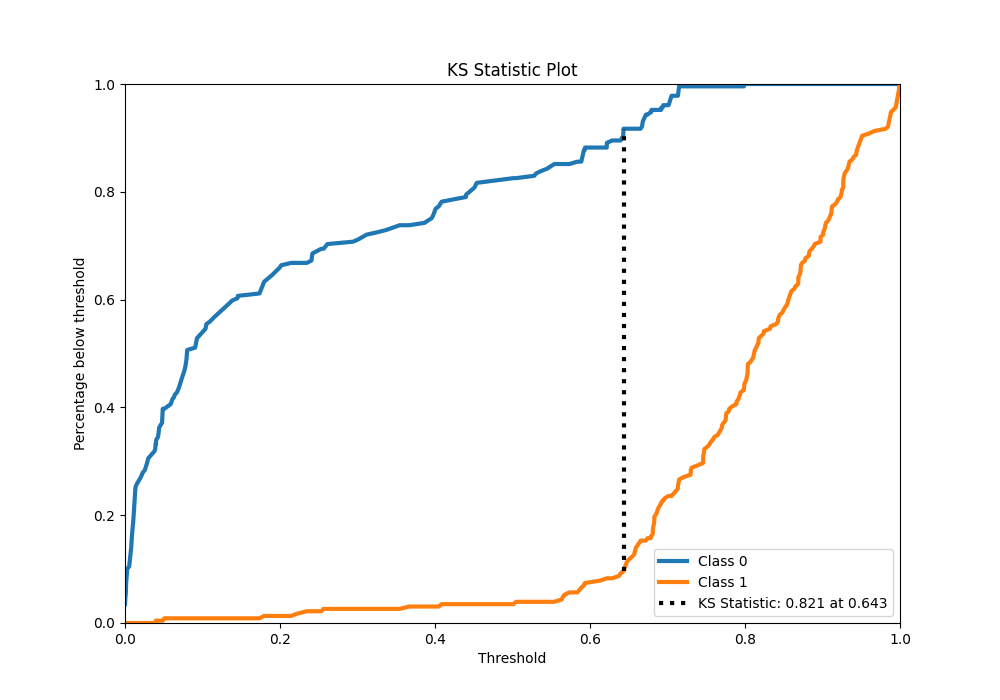 KS Statistic Plot
1.0
0.8
0.6
0.4
0.2
0.0
Percentage below threshold
0.0 0.2 0.4 0.6 0.8 1.0
Threshold
Class 0
Class 1
KS Statistic: 0.821 at 0.643